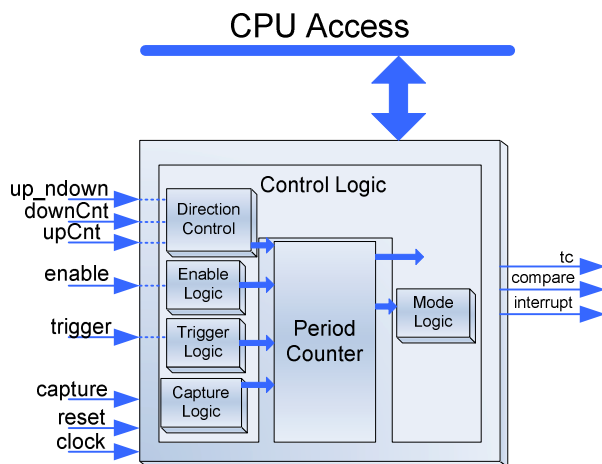 CPU Access
Control Logic
up_ndown
downCnt
upCnt
enable
trigger
capture
reset
clock
Direction
Control
Enable
Logic
Trigger
Logic
Capture
Logic
Period
Counter
Mode
Logic
tc
compare
interrupt